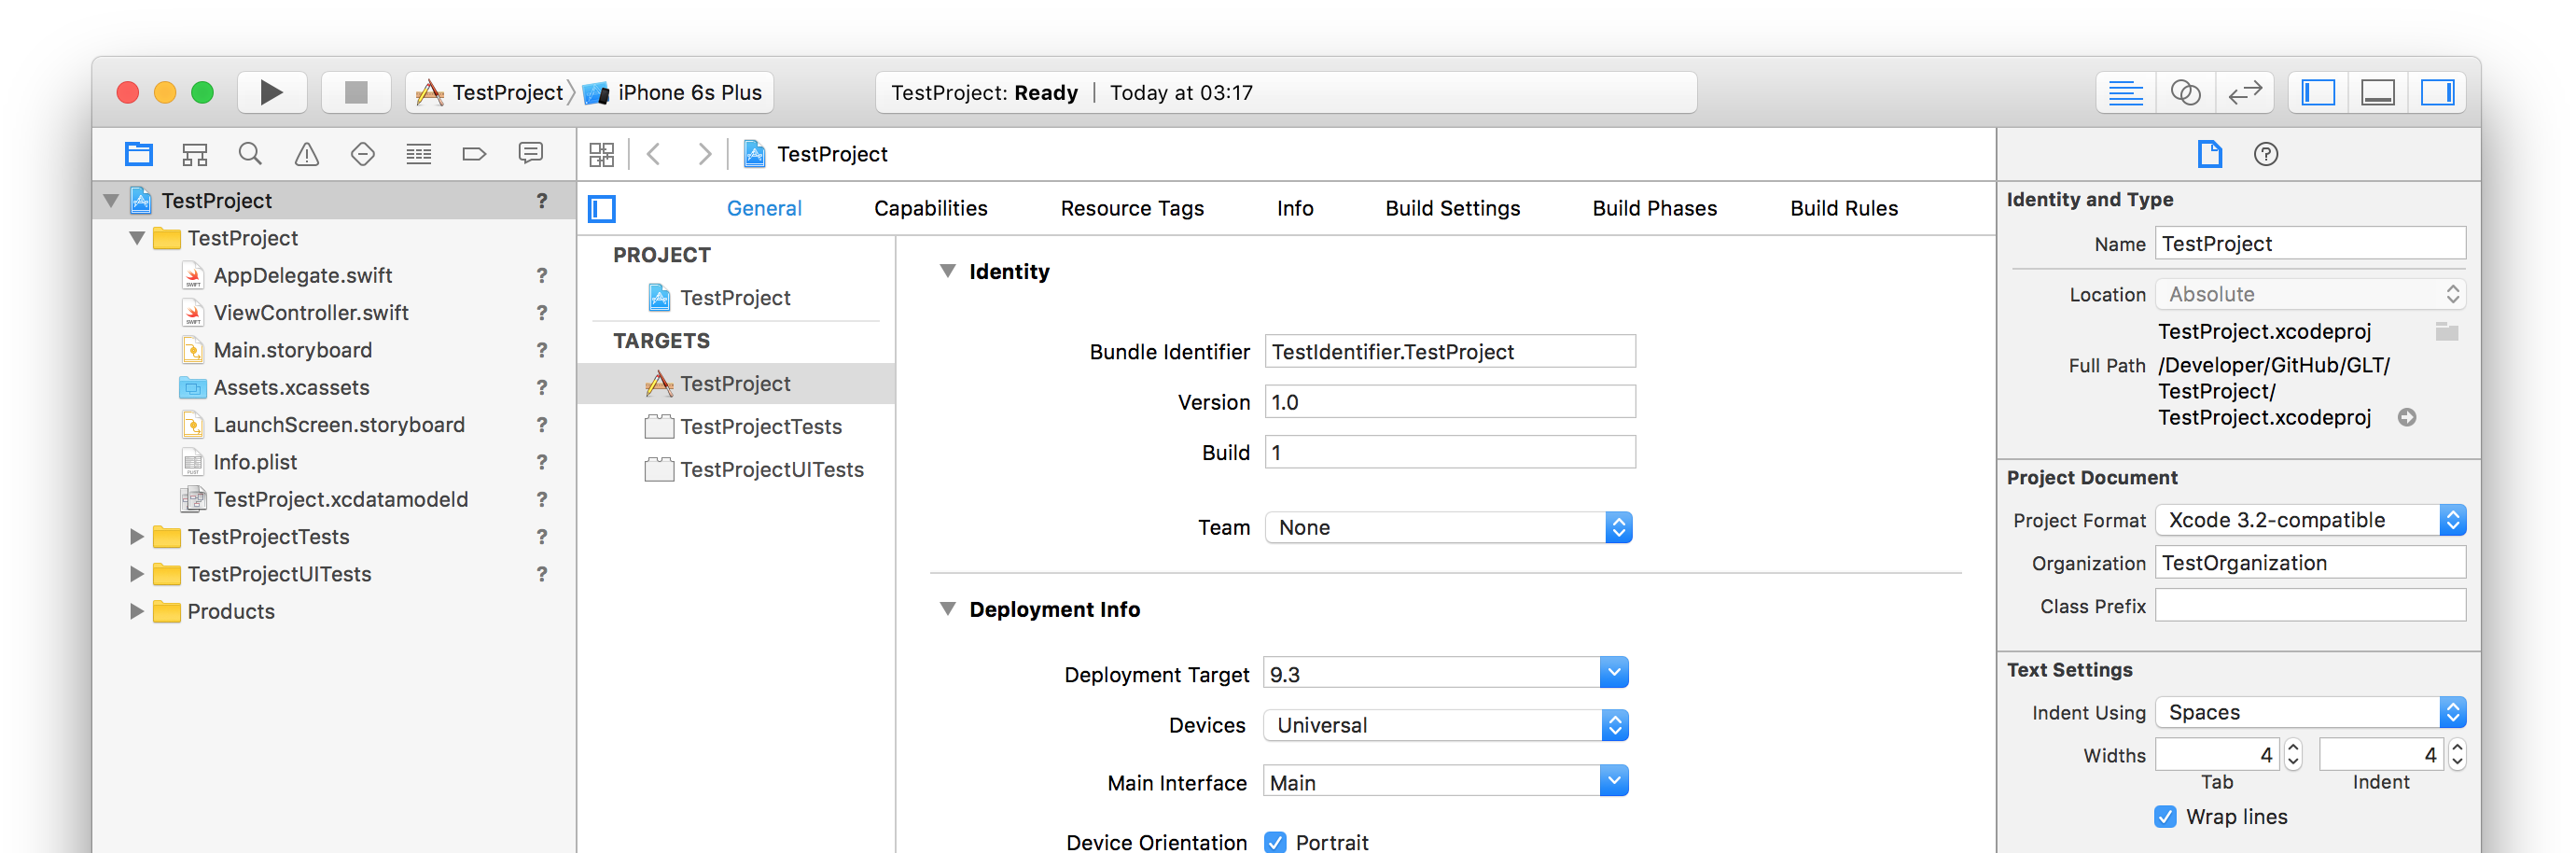 TestProject iPhone 6s Plus
TestProject: Ready | Today at 03:17
TestProject ?
TestProject
AppDelegate.swift ?
ViewController.swift ?
Main.storyboard ?
Assets.xcassets ?
LaunchScreen.storyboard ?
Info.plist ?
TestProject.xcdatamodeld ?
TestProjectTests ?
TestProjectUITests ?
Products
TestProject
General Capabilities Resource Tags Info Build Settings Build Phases Build Rules
PROJECT
TestProject
TARGETS
TestProject
TestProjectTests
TestProjectUITests
Identity
Bundle Identifier TestIdentifier.TestProject
Version 1.0
Build 1
Team None
Deployment Info
Deployment Target 9.3
Devices Universal
Main Interface Main
Device Orientation Portrait
Identity and Type
Name TestProject
Location Absolute
TestProject.xcodeproj
Full Path /Developer/GitHub/GLT/
TestProject/
TestProject.xcodeproj
Project Document
Project Format Xcode 3.2-compatible
Organization TestOrganization
Class Prefix
Text Settings
Indent Using Spaces
Widths 4 4
Tab Indent
Wrap lines